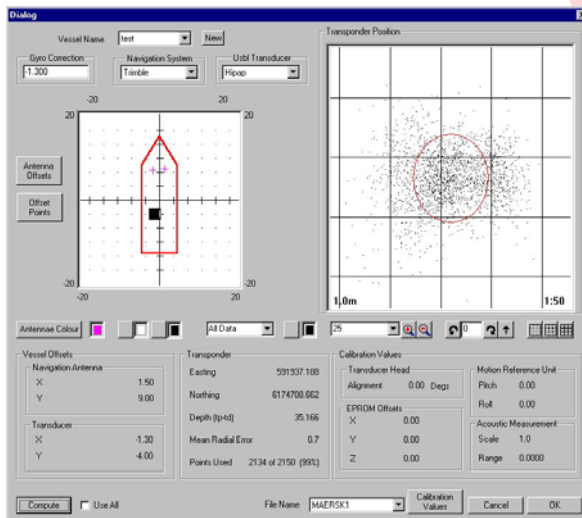 Dialog
Vessel Name test New
Gyro Correction Navigation System Usbl Transducer
-1.300 Trimble Hipap
-20 20
20 20
Antenna Offsets
Offset Points
-20 -20
-20 20
Transponder Position
1.0m 1:50
Antennae Colour All Data 25 0
Vessel Offsets
Navigation Antenna
X 1.50
Y 9.00
Transducer
X -1.30
Y -4.00
Transponder
Easting 591937.188
Northing 6174708.662
Depth (tp-td) 35.166
Mean Radial Error 0.7
Points Used 2134 of 2150 (99%)
Calibration Values
Transducer Head
Alignment 0.00 Degs
EPROM Offsets
X 0.00
Y 0.00
Z 0.00
Motion Reference Unit
Pitch 0.00
Roll 0.00
Acoustic Measurement
Scale 1.0
Range 0.0000
Compute Use All File Name MAERSK1 Calibration Values Cancel OK